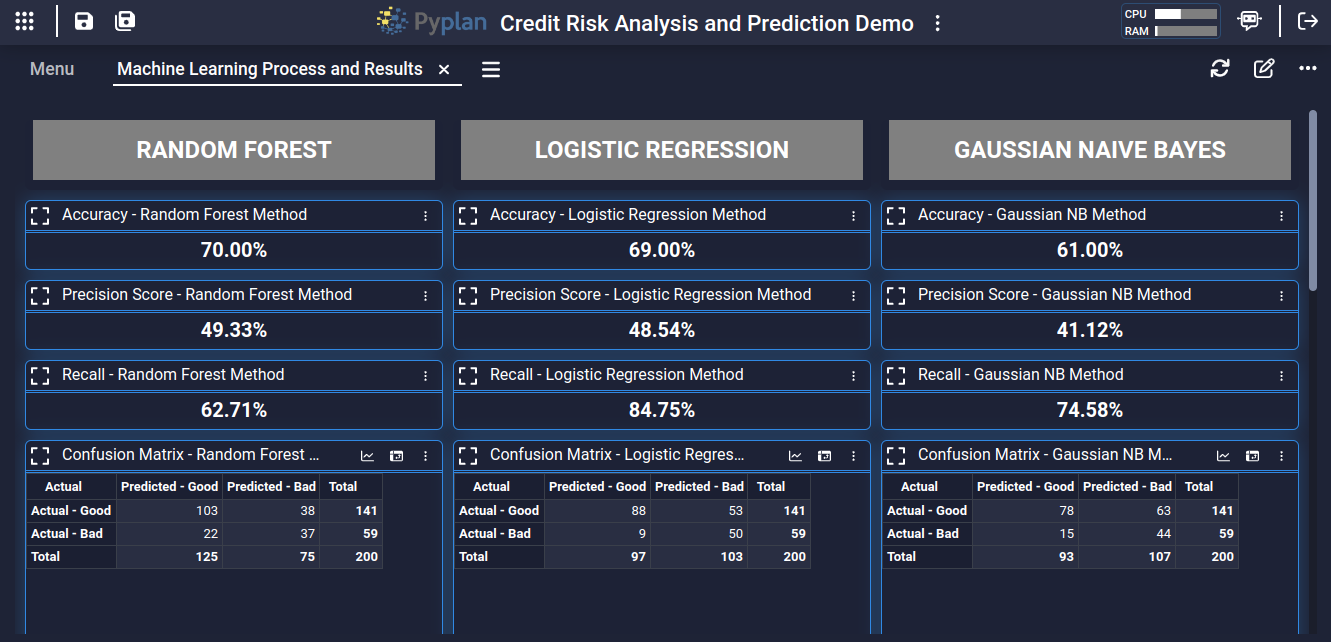 Pyplan Credit Risk Analysis and Prediction Demo
CPU
RAM
Menu Machine Learning Process and Results
RANDOM FOREST LOGISTIC REGRESSION GAUSSIAN NAIVE BAYES
Accuracy - Random Forest Method Accuracy - Logistic Regression Method Accuracy - Gaussian NB Method
70.00% 69.00% 61.00%
Precision Score - Random Forest Method Precision Score - Logistic Regression Method Precision Score - Gaussian NB Method
49.33% 48.54% 41.12%
Recall - Random Forest Method Recall - Logistic Regression Method Recall - Gaussian NB Method
62.71% 84.75% 74.58%
Confusion Matrix - Random Forest ... Confusion Matrix - Logistic Regres... Confusion Matrix - Gaussian NB M...
Actual Predicted - Good Predicted - Bad Total Actual Predicted - Good Predicted - Bad Total Actual Predicted - Good Predicted - Bad Total
Actual - Good 103 38 141 Actual - Good 88 53 141 Actual - Good 78 63 141
Actual - Bad 22 37 59 Actual - Bad 9 50 59 Actual - Bad 15 44 59
Total 125 75 200 Total 97 103 200 Total 93 107 200